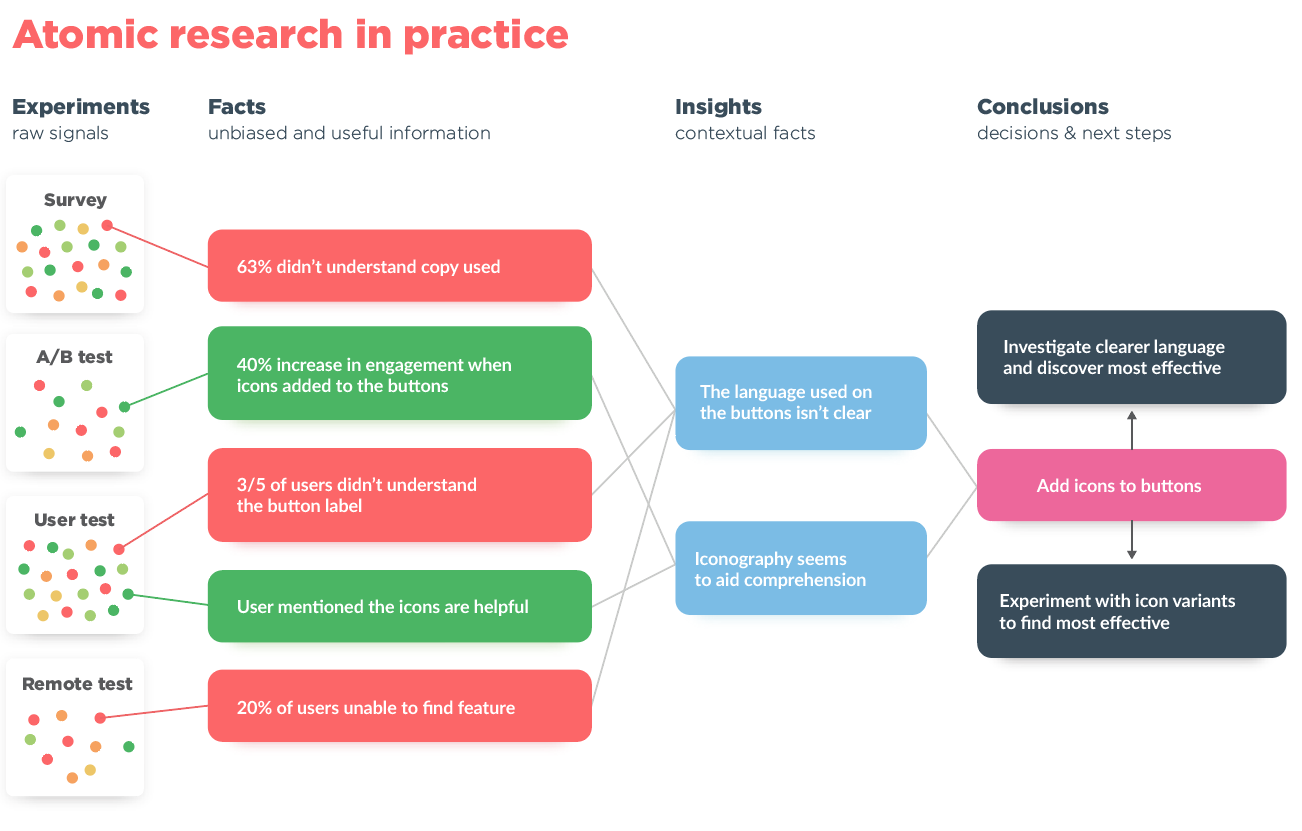 Atomic research in practice
Experiments
raw signals
Facts
unbiased and useful information
Insights
contextual facts
Conclusions
decisions & next steps
Survey
A/B test
User test
Remote test
63% didn’t understand copy used
40% increase in engagement when
icons added to the buttons
3/5 of users didn’t understand
the button label
User mentioned the icons are helpful
20% of users unable to find feature
The language used on
the buttons isn’t clear
Iconography seems
to aid comprehension
Investigate clearer language
and discover most effective
Add icons to buttons
Experiment with icon variants
to find most effective